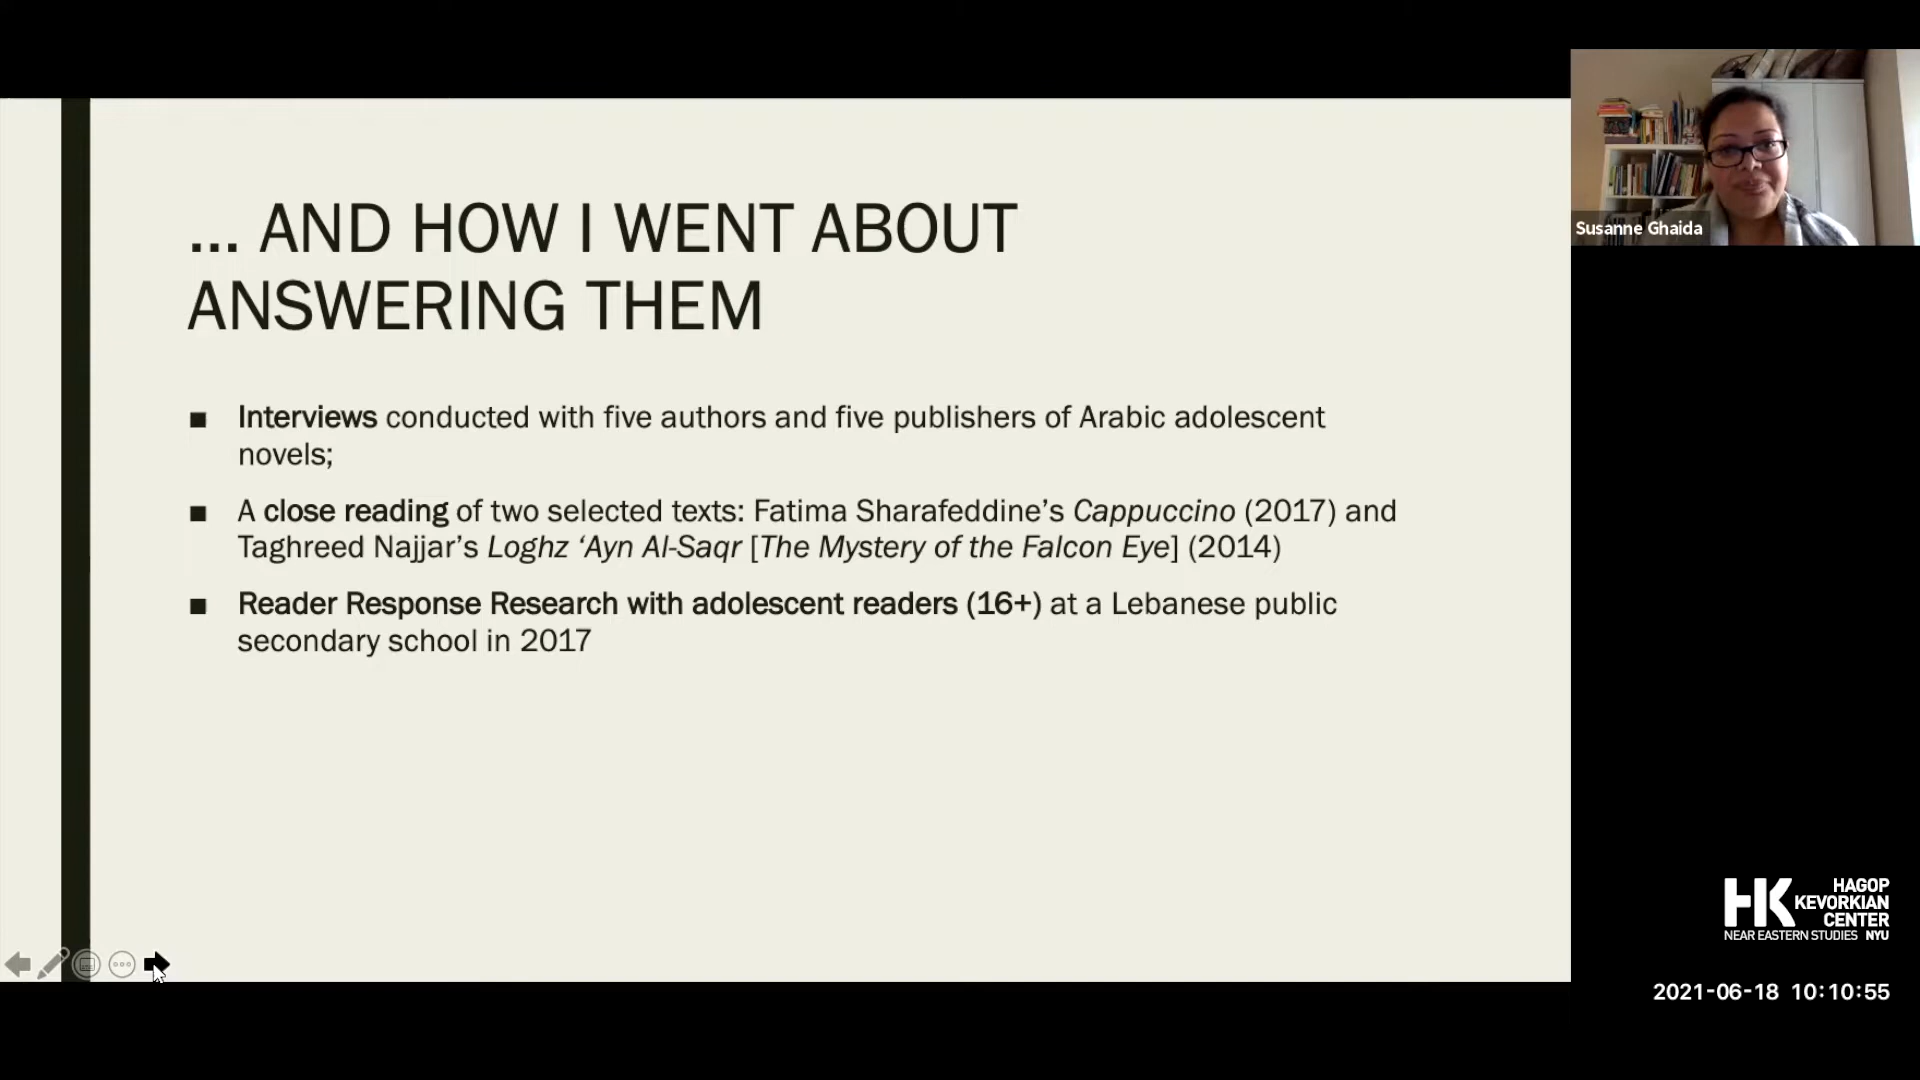 ... AND HOW I WENT ABOUT
ANSWERING THEM
■ Interviews conducted with five authors and five publishers of Arabic adolescent
novels;
■ A close reading of two selected texts: Fatima Sharafeddine’s Cappuccino (2017) and
Taghreed Najjar’s Loghz ‘Ayn Al-Saqr [The Mystery of the Falcon Eye] (2014)
■ Reader Response Research with adolescent readers (16+) at a Lebanese public
secondary school in 2017
Susanne Ghaida
HK
HAGOP
KEVORKIAN
CENTER
NEAR EASTERN STUDIES NYU
2021-06-18 10:10:55